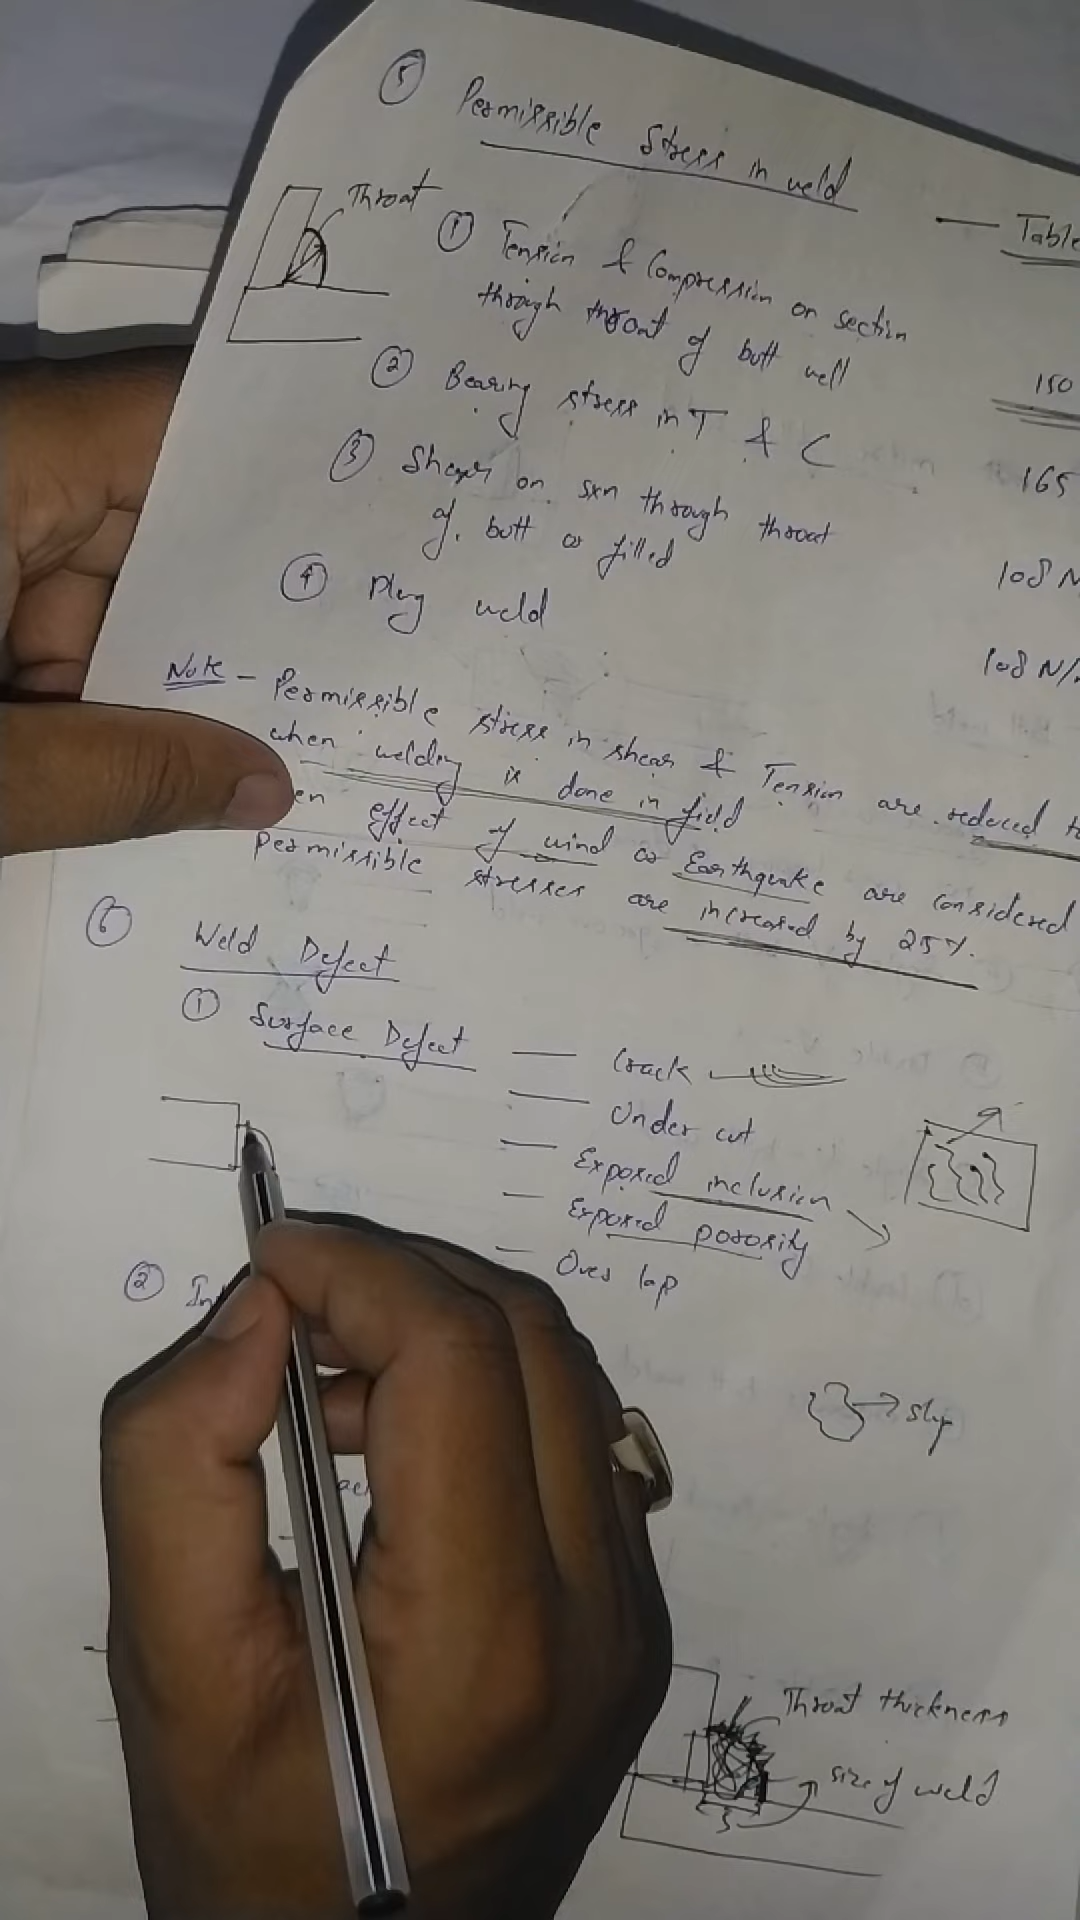 5 Permissible Stress in weld
Throat
— Table
1 Tension & Compression on section
through throat of butt well
150
2 Bearing stress in T & C
165
3 Shear on sxn through throat
of butt or filled
108 N
4 Plug weld
108 N/
Note - Permissible stress in shear & Tension are reduced to
when welding is done in field
en effect of wind or Earthquake are considered
permissible stresses are increased by 25%.
6 Weld Defect
1 Surface Defect — Crack
— Under cut
— Exposed inclusion
— Exposed porosity
— Over lap
2 In
Throat thickness
size of weld
s